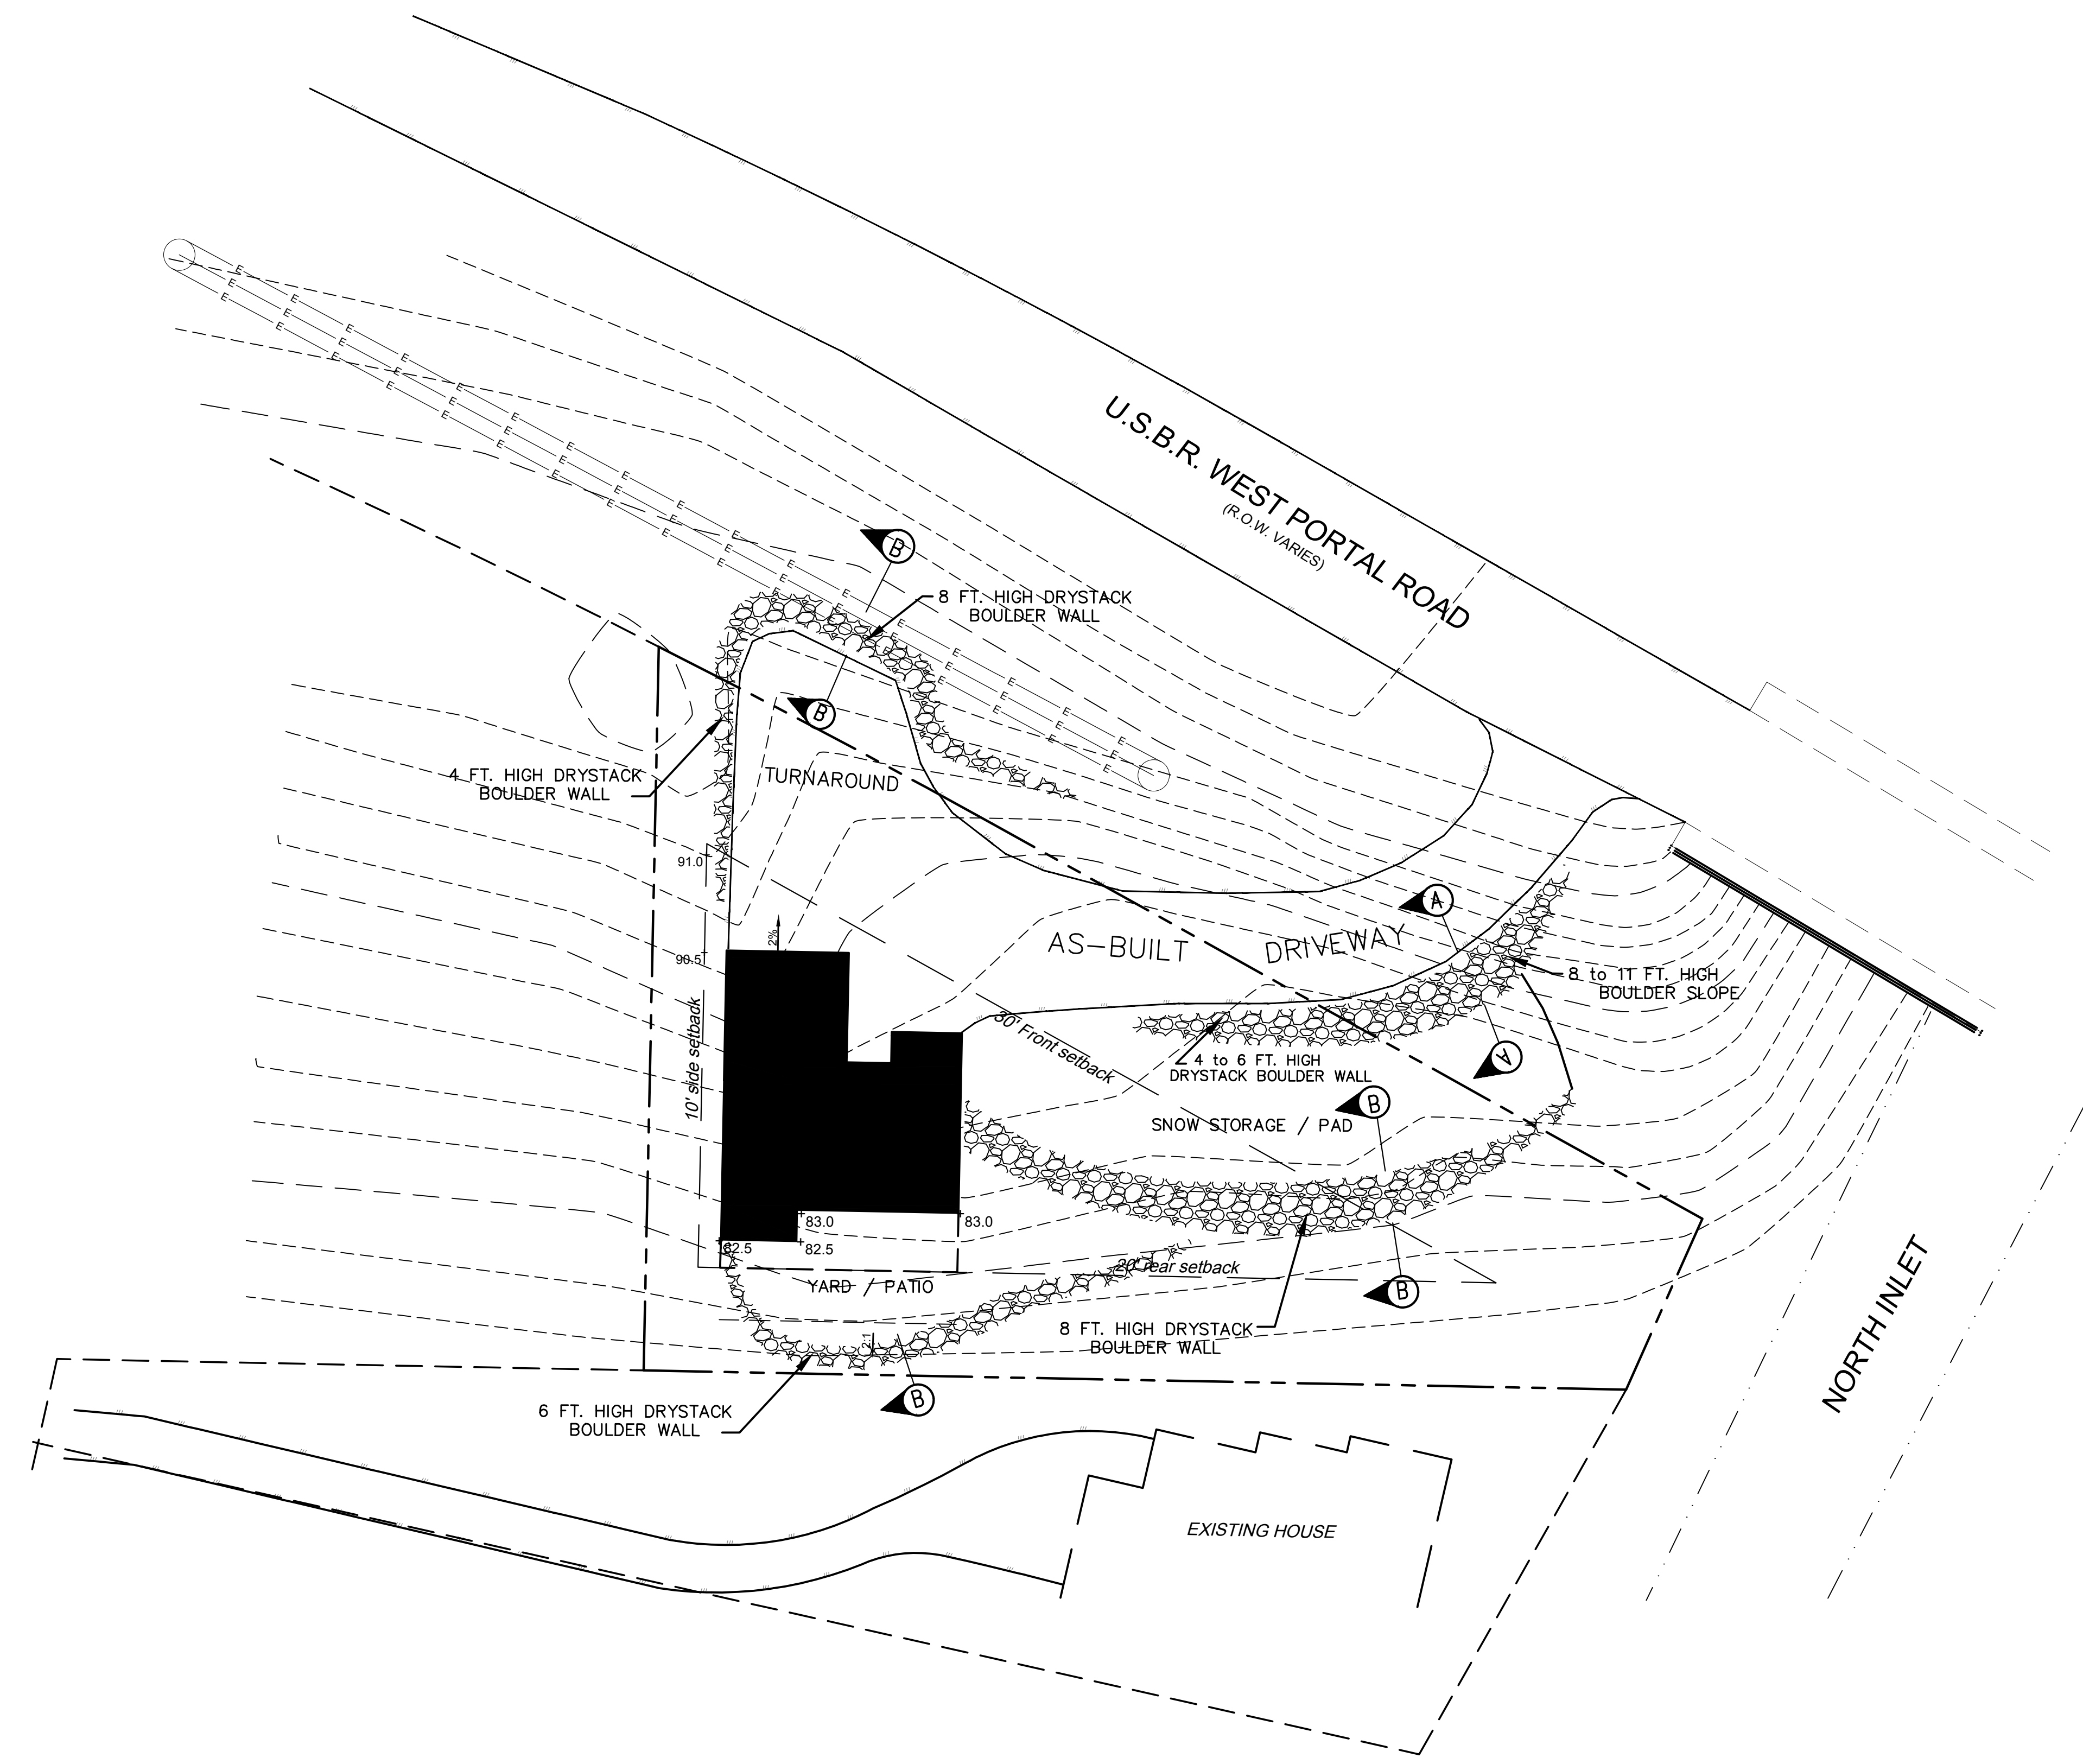 U.S.B.R. WEST PORTAL ROAD
(R.O.W. VARIES)
B
8 FT. HIGH DRYSTACK
BOULDER WALL
B
4 FT. HIGH DRYSTACK
BOULDER WALL
TURNAROUND
91.0
A
2%
90.5
AS-BUILT DRIVEWAY
8 to 11 FT. HIGH
BOULDER SLOPE
10' side setback
30' Front setback
4 to 6 FT. HIGH
DRYSTACK BOULDER WALL
A
B
SNOW STORAGE / PAD
83.0
83.0
82.5
82.5
20' rear setback
YARD / PATIO
B
8 FT. HIGH DRYSTACK
BOULDER WALL
2:1
B
6 FT. HIGH DRYSTACK
BOULDER WALL
NORTH INLET
EXISTING HOUSE
E E E E E E E E E E E E E E E E E
E E E E E E E E E E E E E E E E E
E E E E E E E E E E E E E E E E E